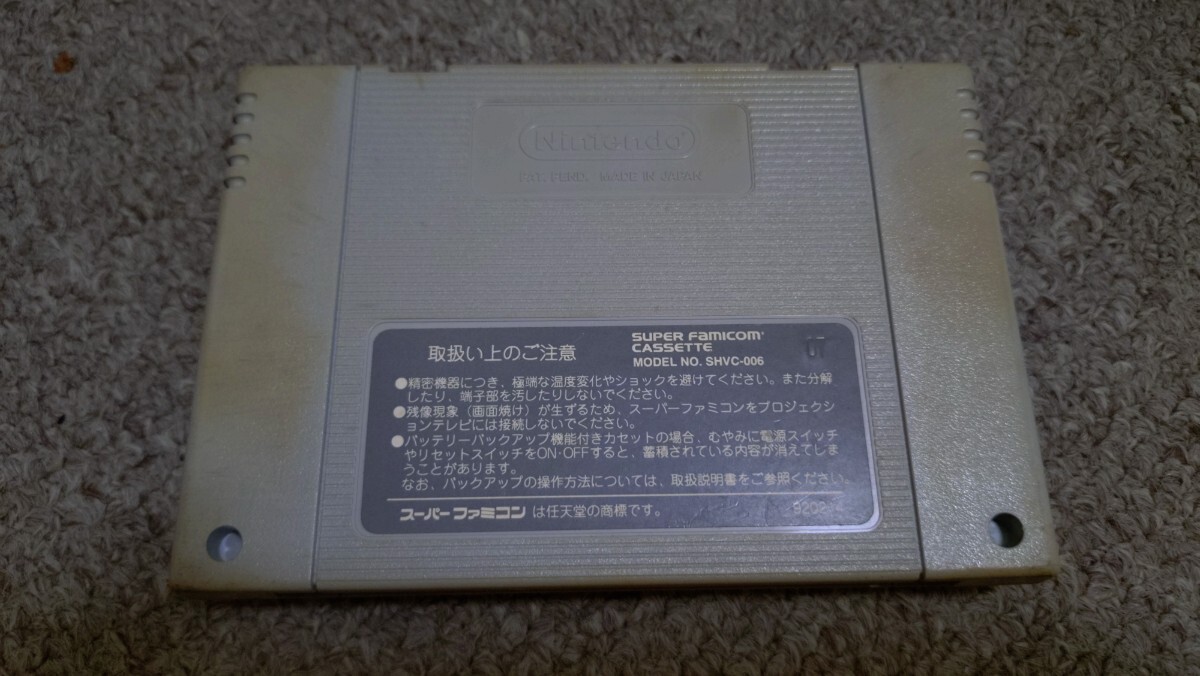 Nintendo
PAT. PEND. MADE IN JAPAN
取扱い上のご注意
SUPER FAMICOM
CASSETTE
MODEL NO. SHVC-006
07
●精密機器につき、極端な温度変化やショックを避けてください。また分解
したり、端子部を汚したりしないでください。
●残像現象（画面焼け）が生ずるため、スーパーファミコンをプロジェクシ
ョンテレビには接続しないでください。
●バッテリーバックアップ機能付きカセットの場合、むやみに電源スイッチ
やリセットスイッチをON·OFFすると、蓄積されている内容が消えてしま
うことがあります。
なお、バックアップの操作方法については、取扱説明書をご参照ください。
スーパーファミコン は任天堂の商標です。